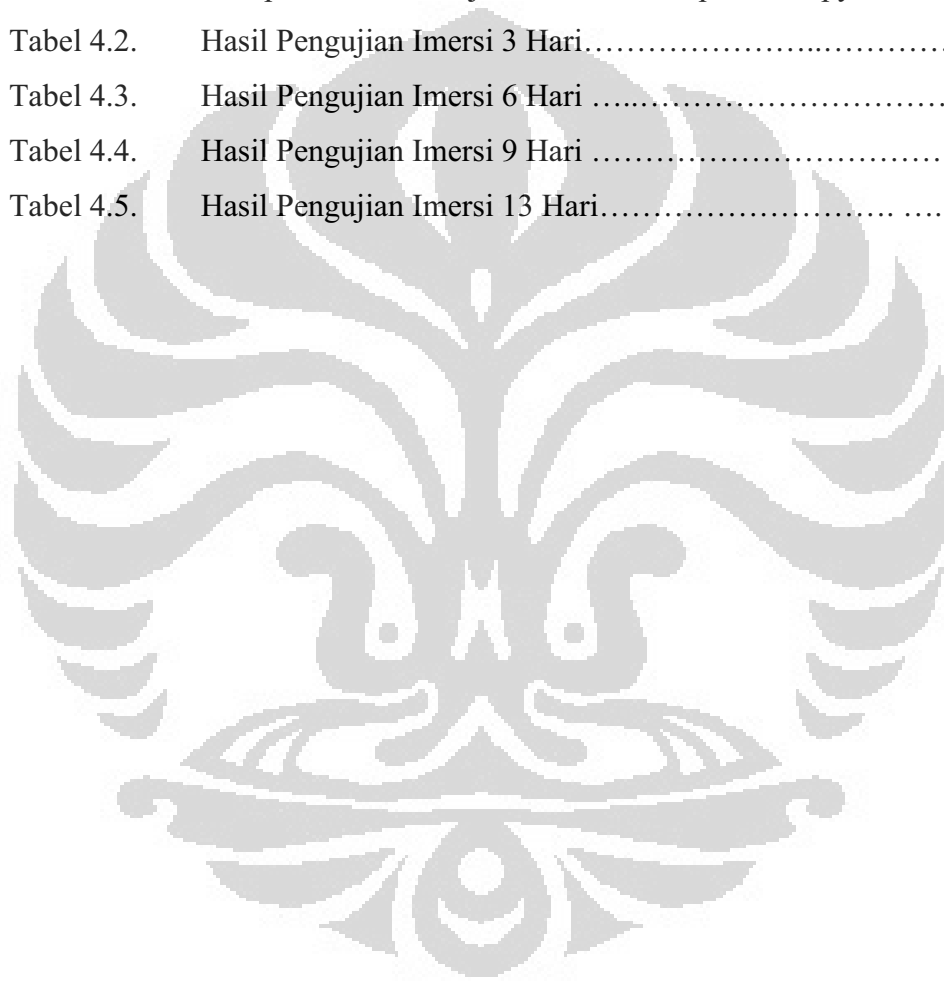 Tabel 4.2. Hasil Pengujian Imersi 3 Hari…………………..…………
Tabel 4.3. Hasil Pengujian Imersi 6 Hari …..……………………………
Tabel 4.4. Hasil Pengujian Imersi 9 Hari ………………………………
Tabel 4.5. Hasil Pengujian Imersi 13 Hari……………………… ….